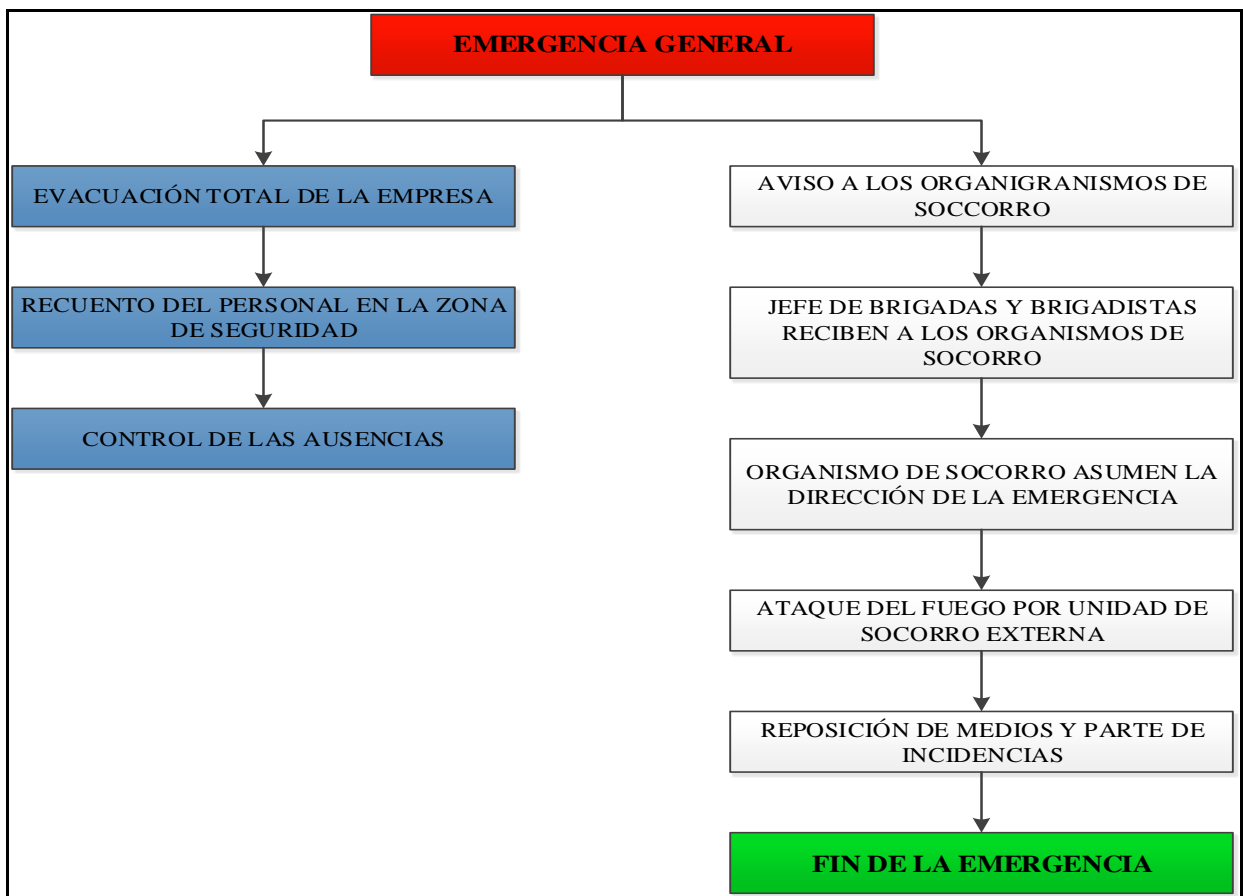 EMERGENCIA GENERAL
EVACUACIÓN TOTAL DE LA EMPRESA
RECUENTO DEL PERSONAL EN LA ZONA
DE SEGURIDAD
CONTROL DE LAS AUSENCIAS
AVISO A LOS ORGANIGRANISMOS DE
SOCCORRO
JEFE DE BRIGADAS Y BRIGADISTAS
RECIBEN A LOS ORGANISMOS DE
SOCORRO
ORGANISMO DE SOCORRO ASUMEN LA
DIRECCIÓN DE LA EMERGENCIA
ATAQUE DEL FUEGO POR UNIDAD DE
SOCORRO EXTERNA
REPOSICIÓN DE MEDIOS Y PARTE DE
INCIDENCIAS
FIN DE LA EMERGENCIA